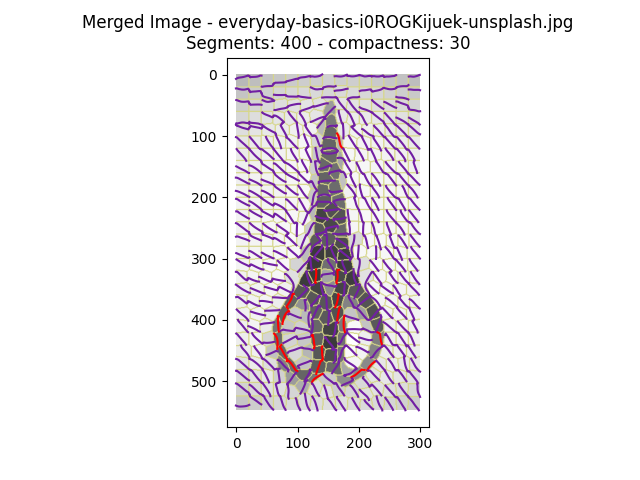 Merged Image - everyday-basics-i0ROGKijuek-unsplash.jpg
Segments: 400 - compactness: 30
0
100
200
300
400
500
0 100 200 300